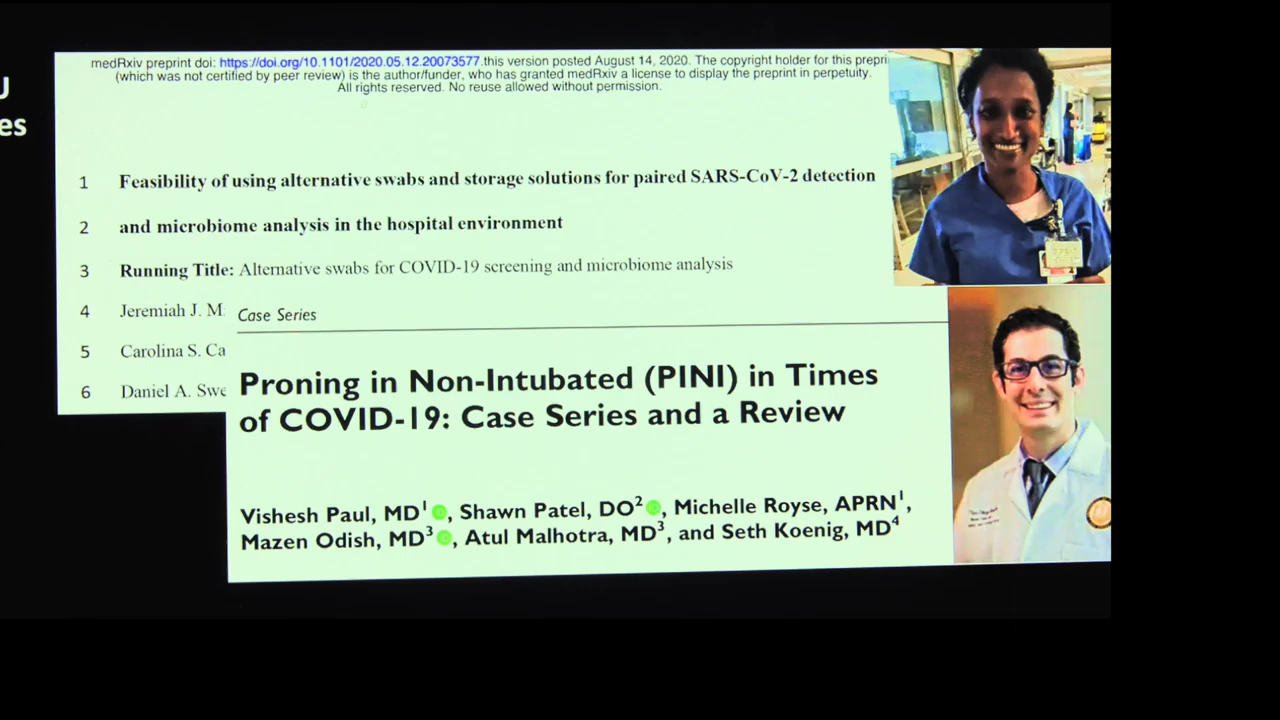 U
es
medRxiv preprint doi: https://doi.org/10.1101/2020.05.12.20073577.this version posted August 14, 2020. The copyright holder for this prepri
(which was not certified by peer review) is the author/funder, who has granted medRxiv a license to display the preprint in perpetuity.
All rights reserved. No reuse allowed without permission.
1 Feasibility of using alternative swabs and storage solutions for paired SARS-CoV-2 detection
2 and microbiome analysis in the hospital environment
3 Running Title: Alternative swabs for COVID-19 screening and microbiome analysis
4 Jeremiah J. M
5 Carolina S. Ca
6 Daniel A. Swe
Case Series
Proning in Non-Intubated (PINI) in Times
of COVID-19: Case Series and a Review
Vishesh Paul, MD¹, Shawn Patel, DO², Michelle Royse, APRN¹,
Mazen Odish, MD³, Atul Malhotra, MD³, and Seth Koenig, MD⁴